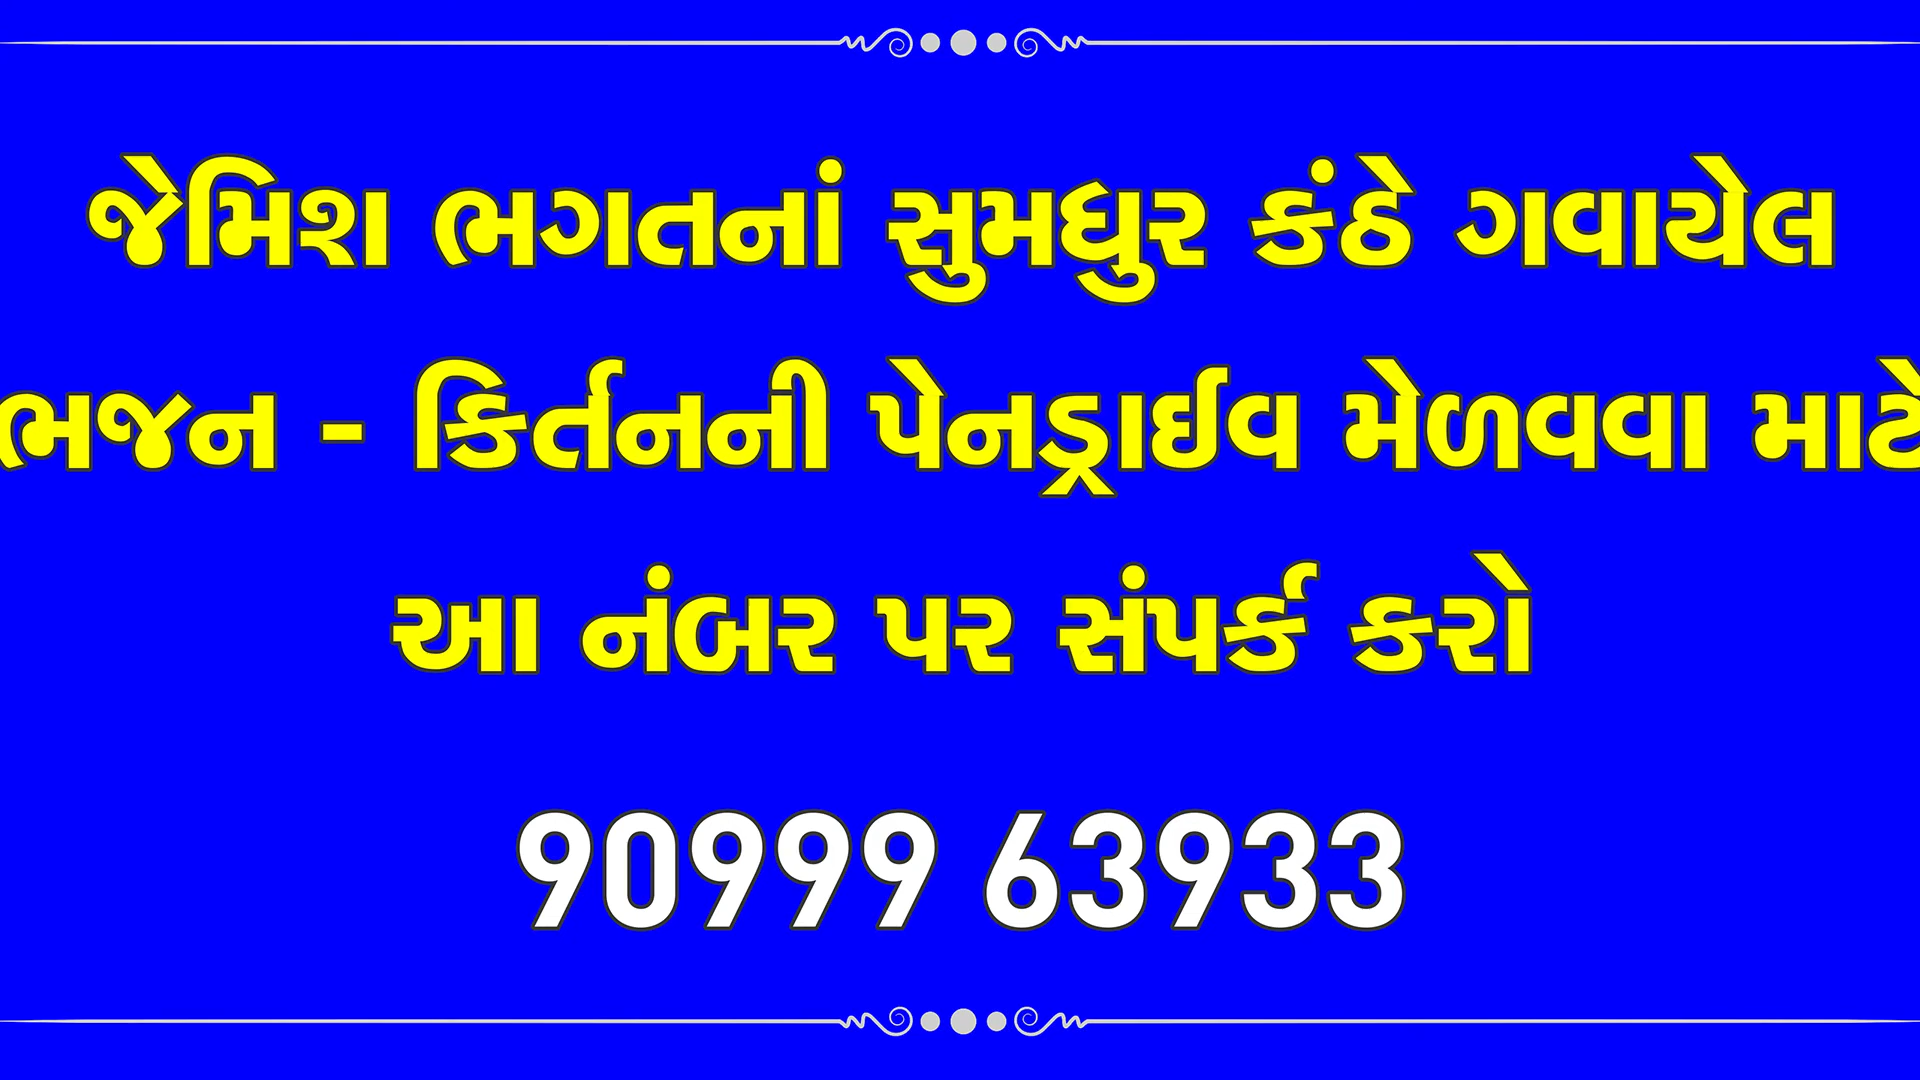 જેમિશ ભગતનાં સુમધુર કંઠે ગવાયેલ
ભજન - કિર્તનની પેનડ્રાઈવ મેળવવા માટે
આ નંબર પર સંપર્ક કરો
90999 63933